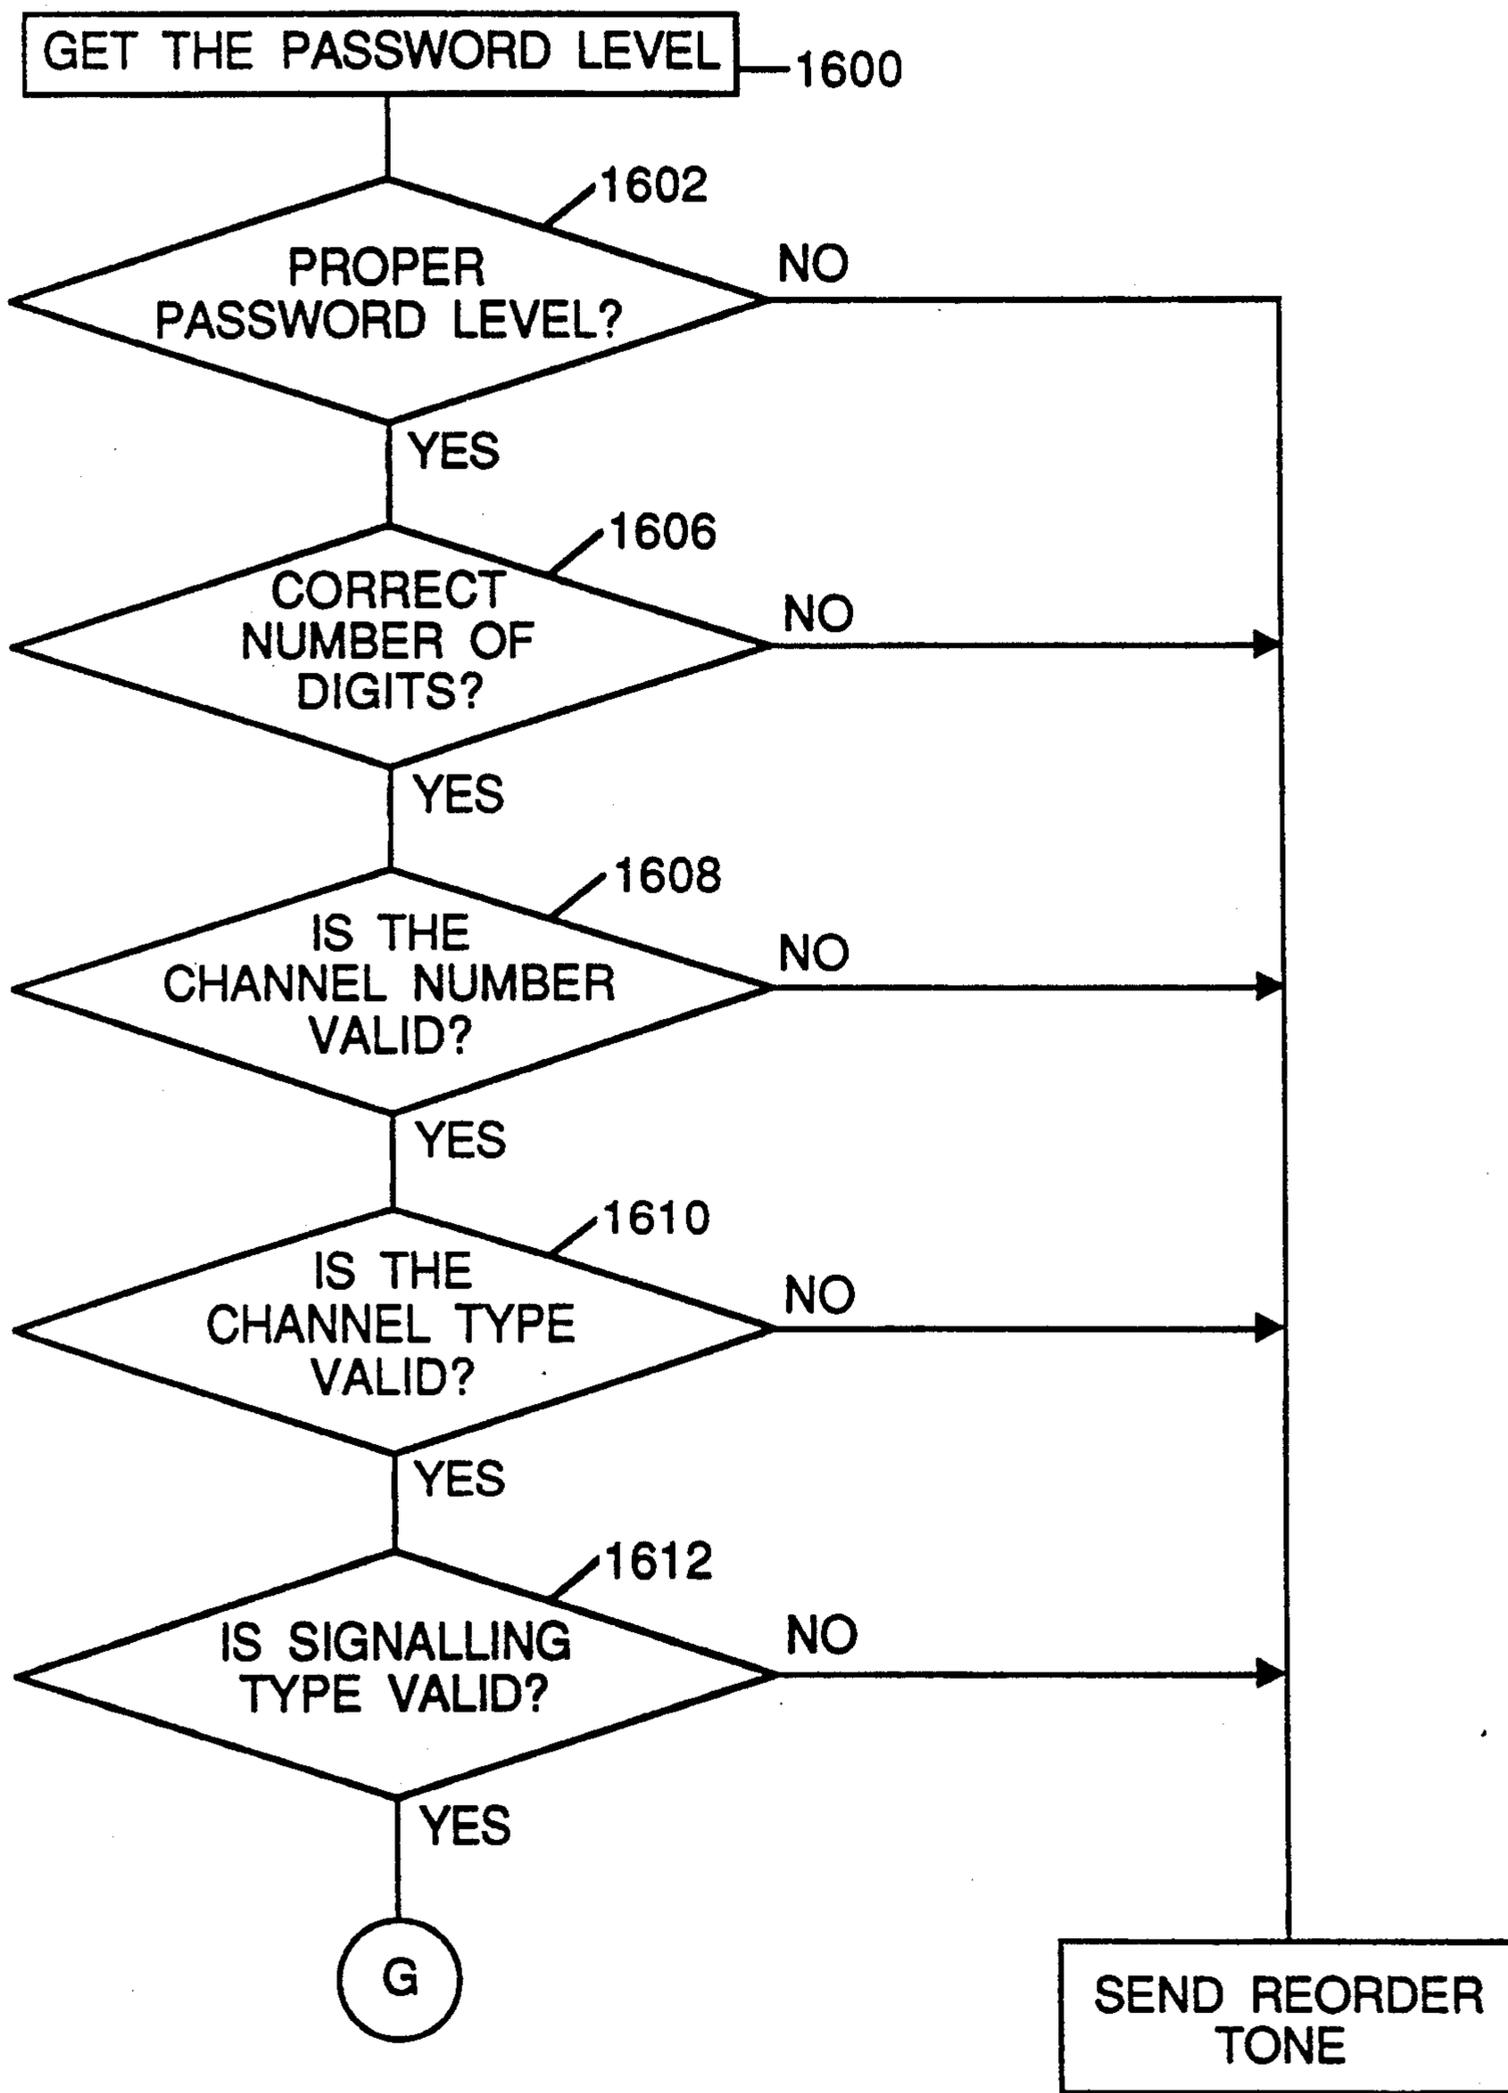 GET THE PASSWORD LEVEL
1600
1602
PROPER
PASSWORD LEVEL?
NO
YES
1606
CORRECT
NUMBER OF
DIGITS?
NO
YES
1608
IS THE
CHANNEL NUMBER
VALID?
NO
YES
1610
IS THE
CHANNEL TYPE
VALID?
NO
YES
1612
IS SIGNALLING
TYPE VALID?
NO
YES
G
SEND REORDER
TONE